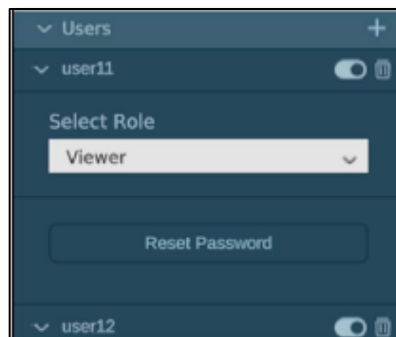 Users
user11
Select Role
Viewer
Reset Password
user12